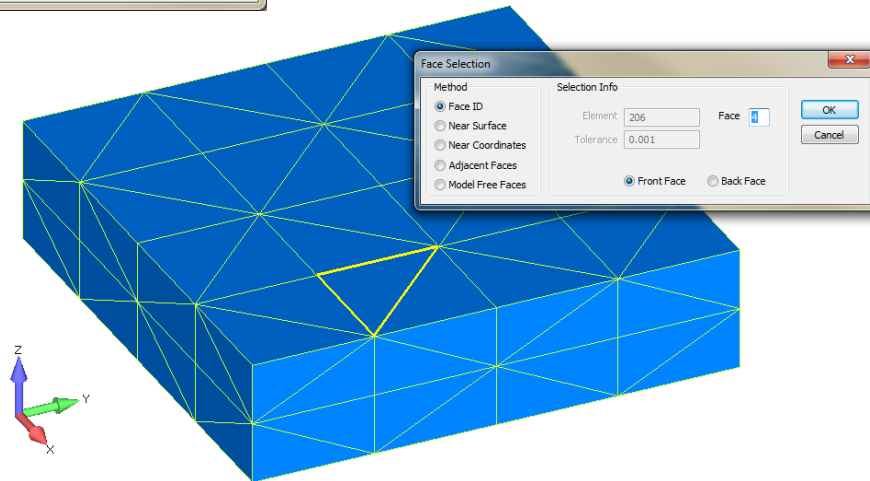 Face Selection
Method
Face ID
Near Surface
Near Coordinates
Adjacent Faces
Model Free Faces
Selection Info
Element 206 Face 4
Tolerance 0.001
Front Face Back Face
OK
Cancel
Z
Y
X